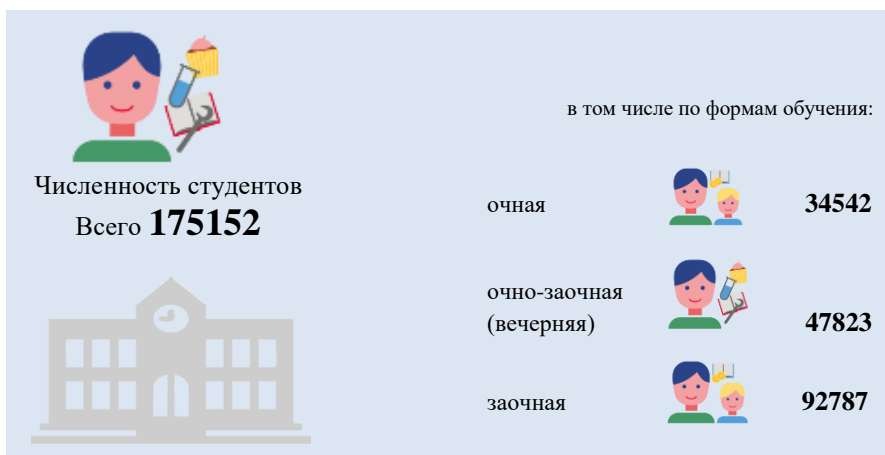 Численность студентов
Всего 175152
в том числе по формам обучения:
очная 34542
очно-заочная
(вечерняя) 47823
заочная 92787